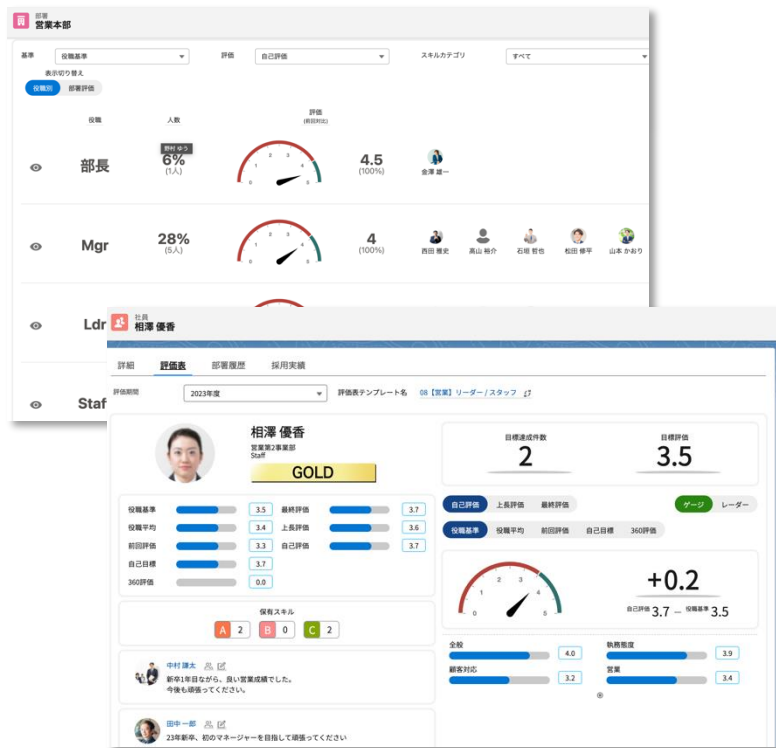 部署
営業本部
基準 役職基準 評価 自己評価 スキルカテゴリ すべて
表示切り替え
役職別 部署評価
役職 人数 評価
(前回対比)
野村 ゆう
部長 6% 0 1 2 3 4 5 4.5
(1人) (100%) 金澤 雄一
Mgr 28% 0 1 2 3 4 5 4
(5人) (100%) 西田 雅史 高山 裕介 石垣 哲也 松田 修平 山本 かおり
Ldr
Staf
社員
相澤 優香
詳細 評価表 部署履歴 採用実績
評価期間 2023年度 評価表テンプレート名 08【営業】リーダー / スタッフ
相澤 優香
営業第2事業部
Staff
GOLD
目標達成件数 目標評価
2 3.5
役職基準 3.5 最終評価 3.7
役職平均 3.4 上長評価 3.6
前回評価 3.3 自己評価 3.7
自己目標 3.7
360評価 0.0
自己評価 上長評価 最終評価 ゲージ レーダー
役職基準 役職平均 前回評価 自己目標 360評価
0 1 2 3 4 5
+0.2
自己評価 3.7 − 役職基準 3.5
保有スキル
A 2 B 0 C 2
全般 4.0 執務態度 3.9
顧客対応 3.2 営業 3.4
中村 謙太
新卒1年目ながら、良い営業成績でした。
今後も頑張ってください。
田中 一郎
23年新卒、初のマネージャーを目指して頑張ってください